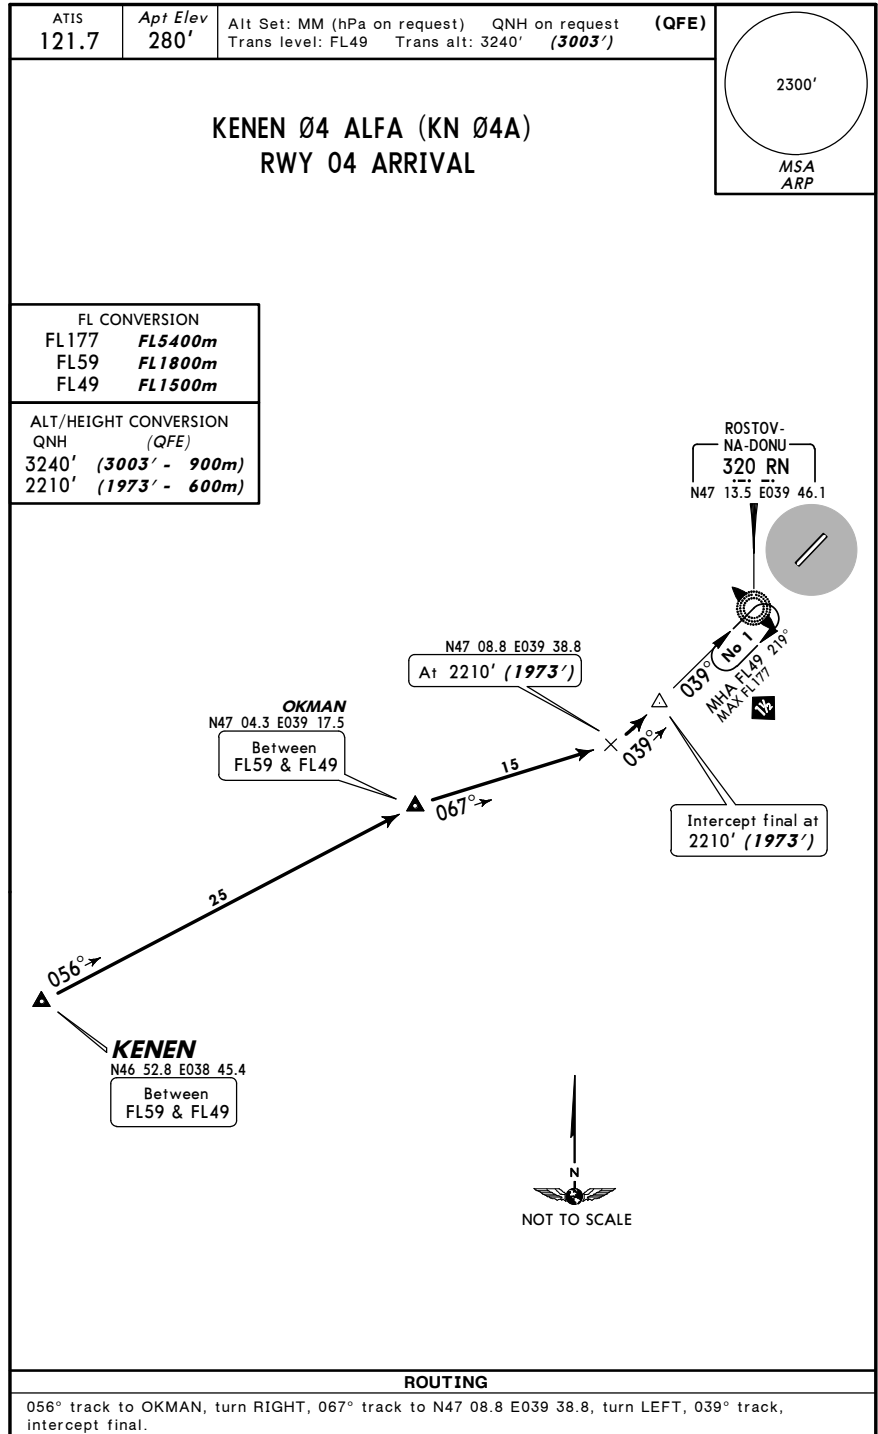 ATIS
121.7
Apt Elev
280'
Alt Set: MM (hPa on request) QNH on request (QFE)
Trans level: FL49 Trans alt: 3240' (3003')
2300'
MSA
ARP
KENEN Ø4 ALFA (KN Ø4A)
RWY 04 ARRIVAL
FL CONVERSION
FL177 FL5400m
FL59 FL1800m
FL49 FL1500m
ALT/HEIGHT CONVERSION
QNH (QFE)
3240' (3003' - 900m)
2210' (1973' - 600m)
ROSTOV-
NA-DONU
320 RN
N47 13.5 E039 46.1
N47 08.8 E039 38.8
At 2210' (1973')
039°
No 1
219°
MHA FL49
MAX FL177
1½
OKMAN
N47 04.3 E039 17.5
Between
FL59 & FL49
15
067°
039°
Intercept final at
2210' (1973')
25
056°
KENEN
N46 52.8 E038 45.4
Between
FL59 & FL49
N
NOT TO SCALE
ROUTING
056° track to OKMAN, turn RIGHT, 067° track to N47 08.8 E039 38.8, turn LEFT, 039° track,
intercept final.